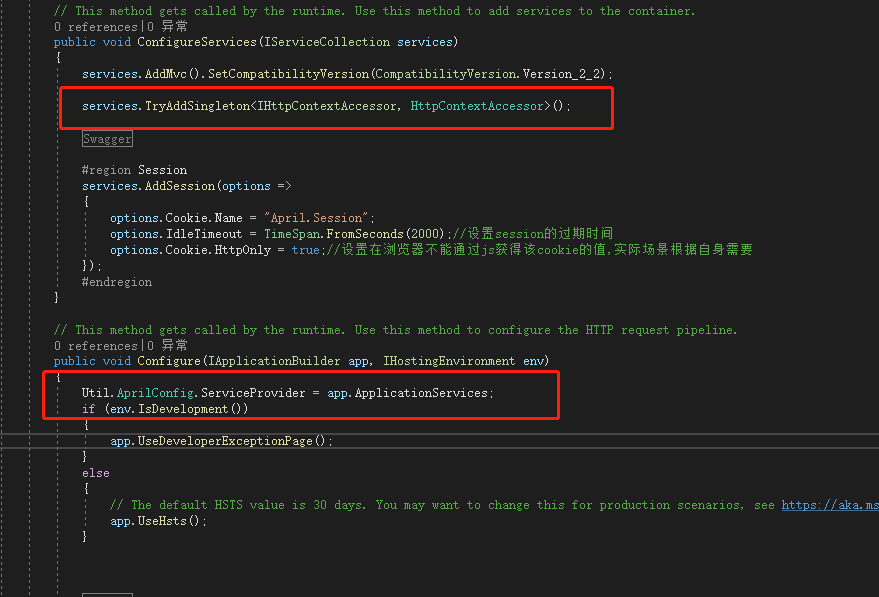 // This method gets called by the runtime. Use this method to add services to the container.
0 references|0 异常
public void ConfigureServices(IServiceCollection services)
{
services.AddMvc().SetCompatibilityVersion(CompatibilityVersion.Version_2_2);
services.TryAddSingleton<IHttpContextAccessor, HttpContextAccessor>();
Swagger
#region Session
services.AddSession(options =>
{
options.Cookie.Name = "April.Session";
options.IdleTimeout = TimeSpan.FromSeconds(2000);//设置session的过期时间
options.Cookie.HttpOnly = true;//设置在浏览器不能通过js获得该cookie的值,实际场景根据自身需要
});
#endregion
}
// This method gets called by the runtime. Use this method to configure the HTTP request pipeline.
0 references|0 异常
public void Configure(IApplicationBuilder app, IHostingEnvironment env)
{
Util.AprilConfig.ServiceProvider = app.ApplicationServices;
if (env.IsDevelopment())
{
app.UseDeveloperExceptionPage();
}
else
{
// The default HSTS value is 30 days. You may want to change this for production scenarios, see https://aka.ms
app.UseHsts();
}